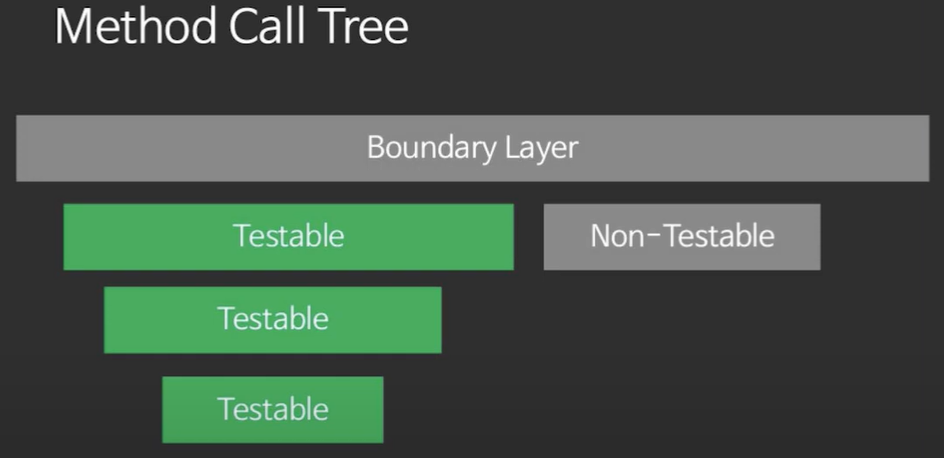 Method Call Tree
Boundary Layer
Testable
Non-Testable
Testable
Testable